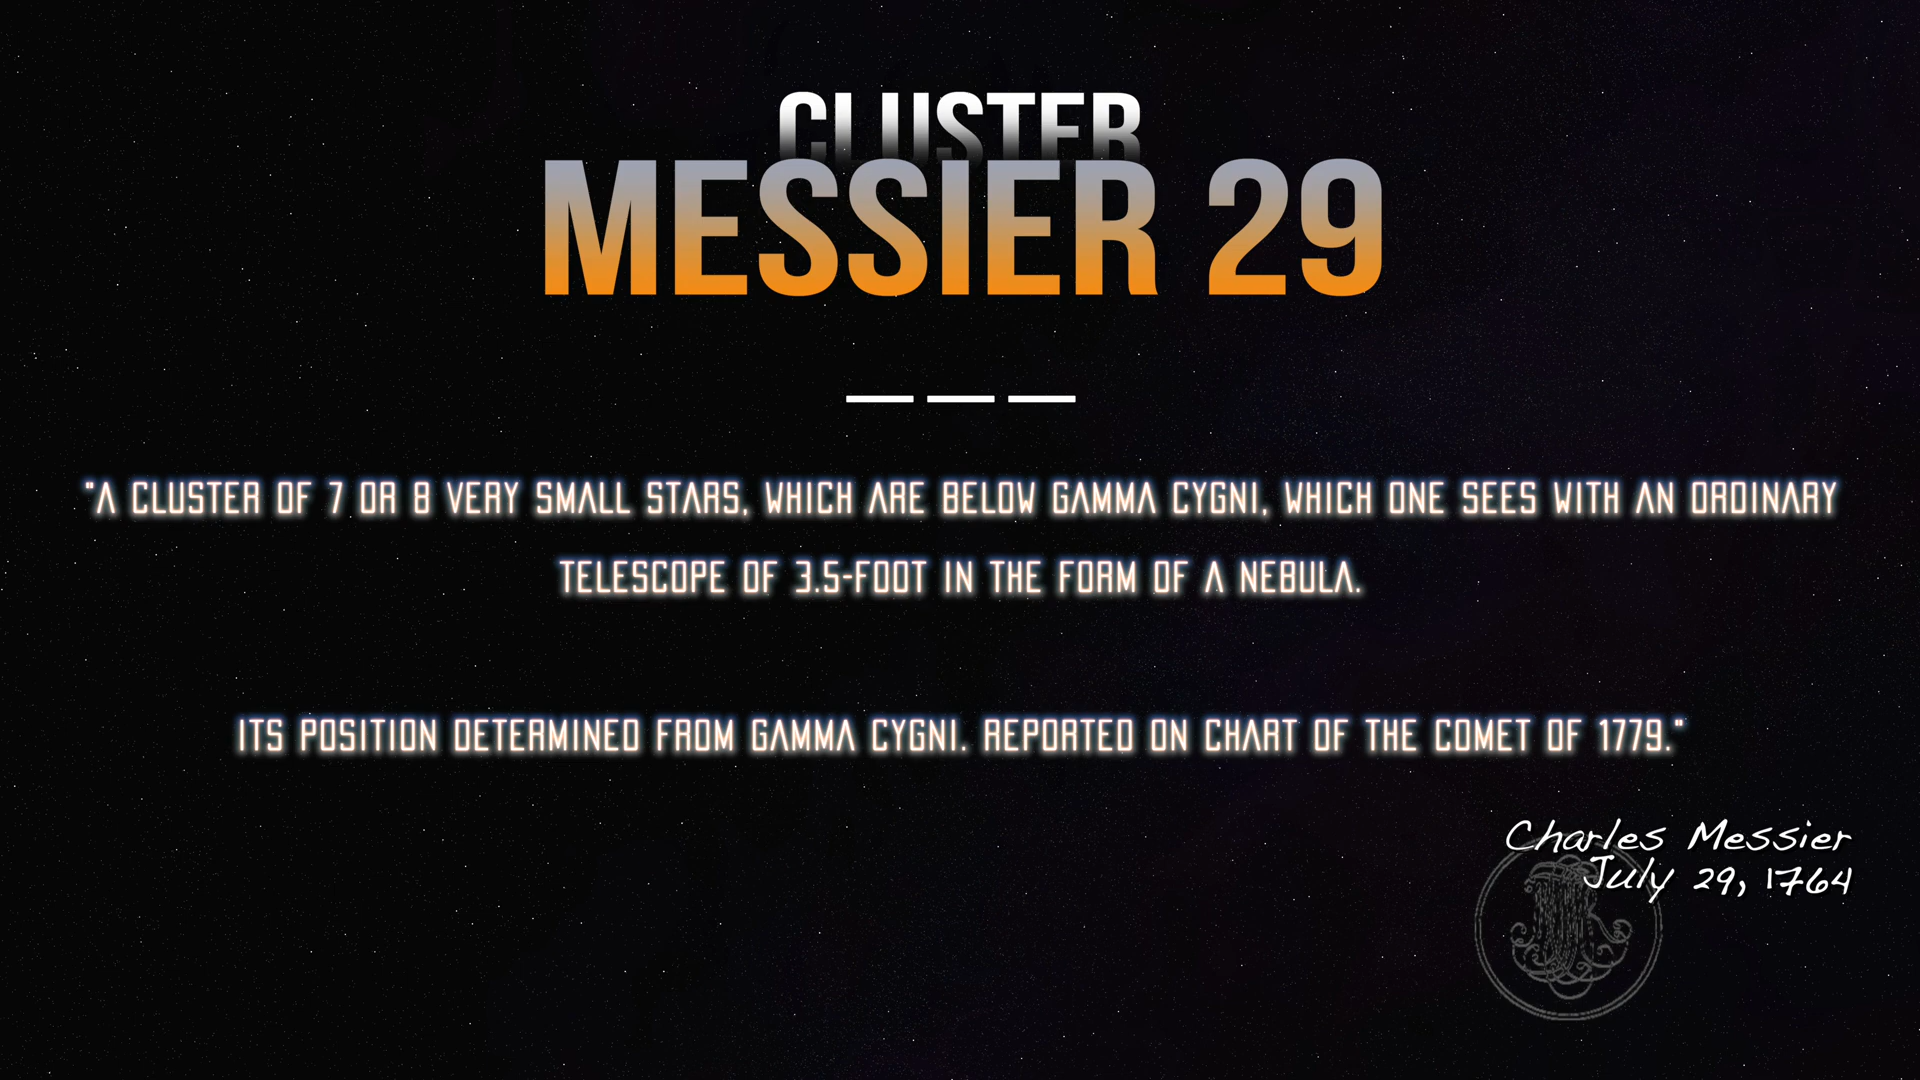 CLUSTER
MESSIER 29
"A CLUSTER OF 7 OR 8 VERY SMALL STARS, WHICH ARE BELOW GAMMA CYGNI, WHICH ONE SEES WITH AN ORDINARY
TELESCOPE OF 3.5-FOOT IN THE FORM OF A NEBULA.
ITS POSITION DETERMINED FROM GAMMA CYGNI. REPORTED ON CHART OF THE COMET OF 1779."
Charles Messier
July 29, 1764